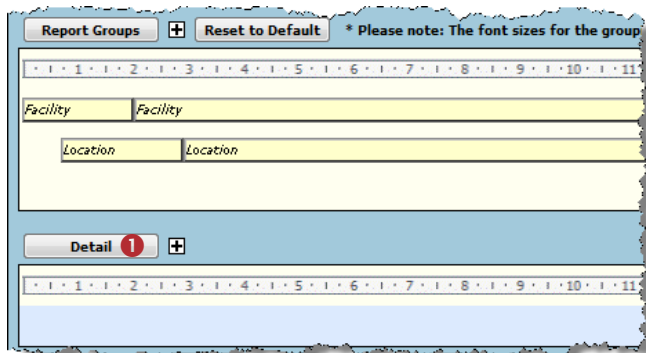 Report Groups + Reset to Default * Please note: The font sizes for the group
1 2 3 4 5 6 7 8 9 10 11
Facility Facility
Location Location
Detail 1 +
1 2 3 4 5 6 7 8 9 10 11